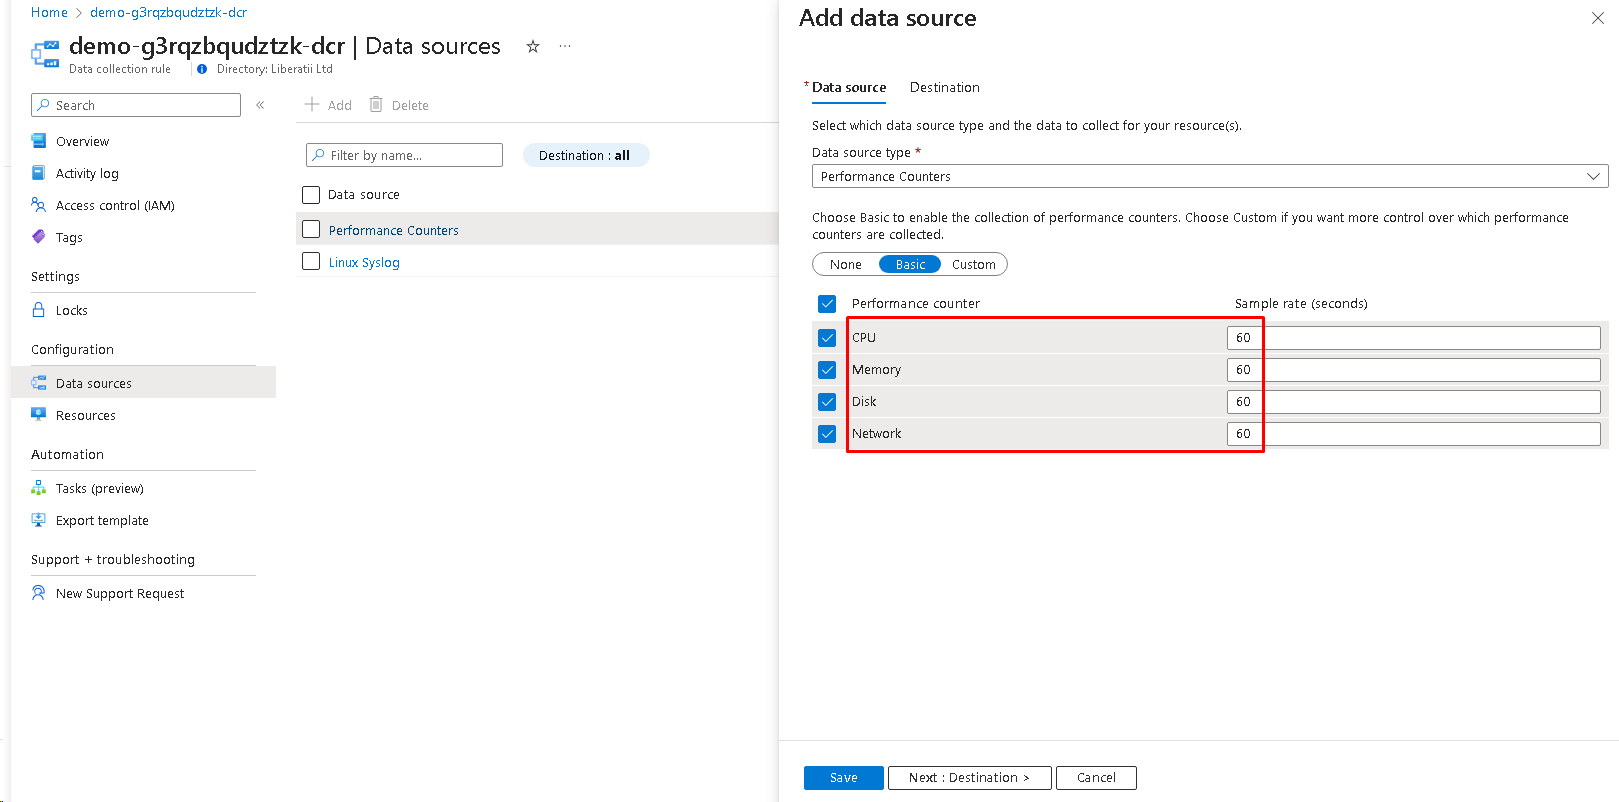 Home > demo-g3rqzbqudztzk-dcr
demo-g3rqzbqudztzk-dcr | Data sources
Data collection rule
Directory: Liberatii Ltd
Search
«
Overview
Activity log
Access control (IAM)
Tags
Settings
Locks
Configuration
Data sources
Resources
Automation
Tasks (preview)
Export template
Support + troubleshooting
New Support Request
+ Add
Delete
Filter by name...
Destination : all
Data source
Performance Counters
Linux Syslog
Add data source
* Data source
Destination
Select which data source type and the data to collect for your resource(s).
Data source type *
Performance Counters
Choose Basic to enable the collection of performance counters. Choose Custom if you want more control over which performance
counters are collected.
None Basic Custom
Performance counter Sample rate (seconds)
CPU 60
Memory 60
Disk 60
Network 60
Save
Next : Destination >
Cancel